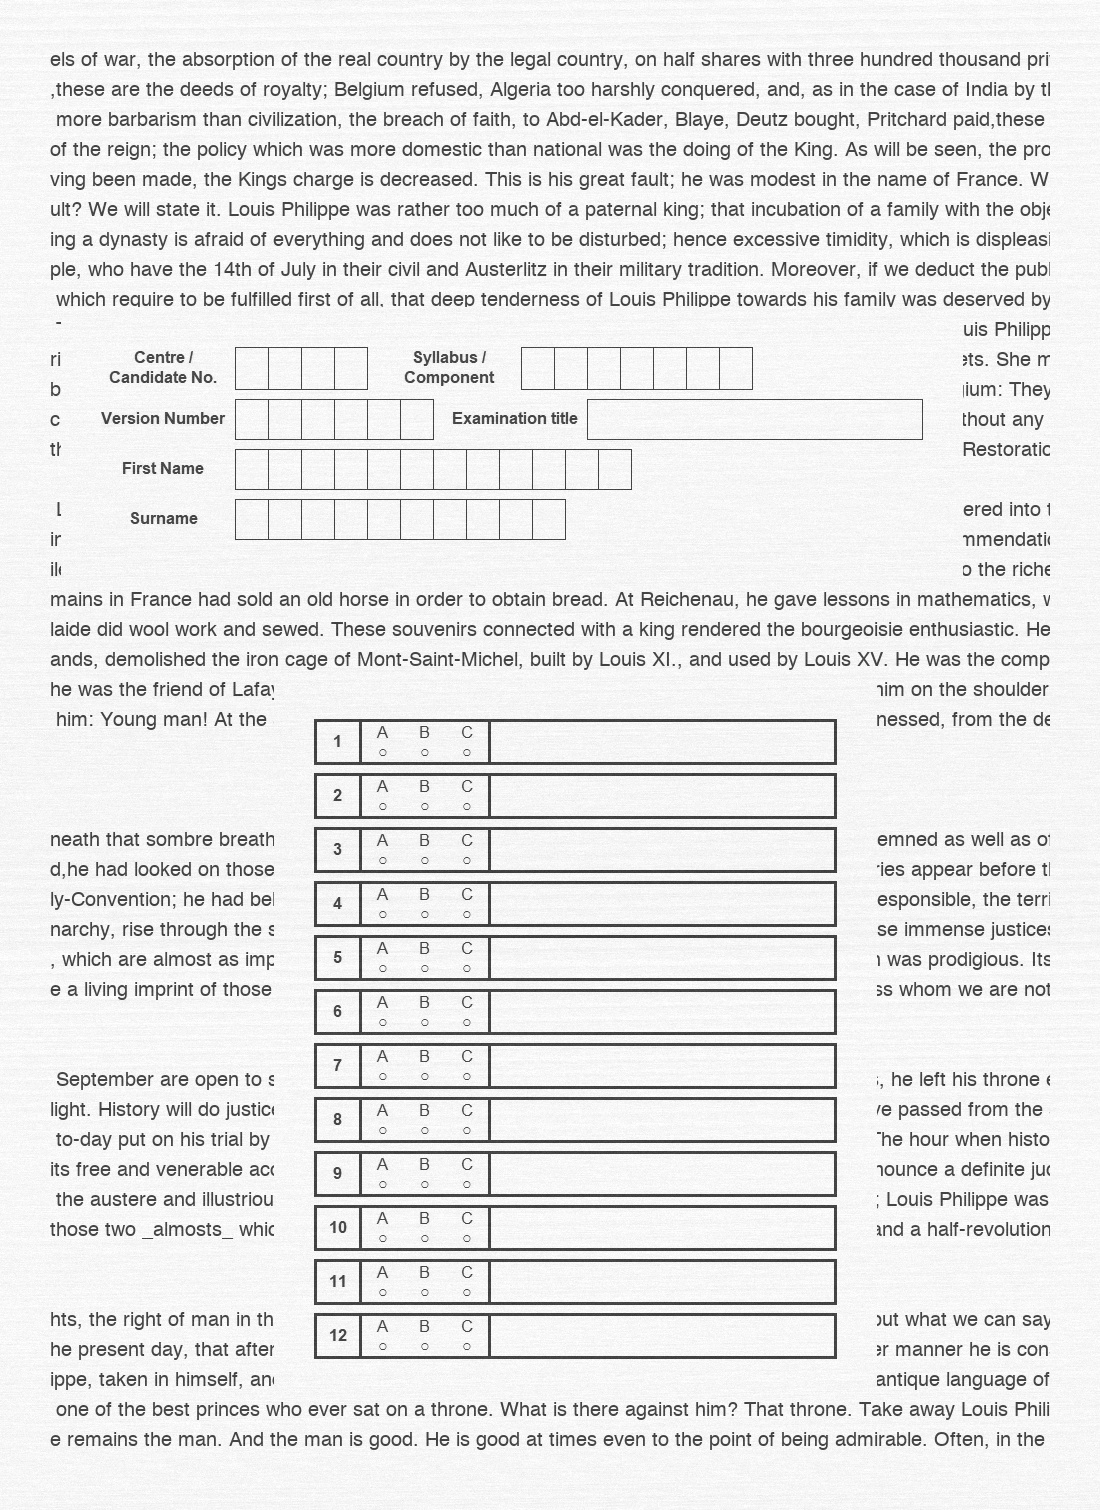 els of war, the absorption of the real country by the legal country, on half shares with three hundred thousand
,these are the deeds of royalty; Belgium refused, Algeria too harshly conquered, and, as in the case of India by
more barbarism than civilization, the breach of faith, to Abd-el-Kader, Blaye, Deutz bought, Pritchard paid,these
of the reign; the policy which was more domestic than national was the doing of the King. As will be seen, the pro
ving been made, the Kings charge is decreased. This is his great fault; he was modest in the name of France. W
ult? We will state it. Louis Philippe was rather too much of a paternal king; that incubation of a family with the obje
ing a dynasty is afraid of everything and does not like to be disturbed; hence excessive timidity, which is displeasi
ple, who have the 14th of July in their civil and Austerlitz in their military tradition. Moreover, if we deduct the publ
which require to be fulfilled first of all, that deep tenderness of Louis Philippe towards his family was deserved by
uis Philipp
ri ets. She m
b gium: They
c thout any
th Restoratio
Centre /
Candidate No.
Syllabus /
Component
Version Number
Examination title
First Name
Surname
L ered into
in mmendatio
ile o the riche
mains in France had sold an old horse in order to obtain bread. At Reichenau, he gave lessons in mathematics,
laide did wool work and sewed. These souvenirs connected with a king rendered the bourgeoisie enthusiastic. He
ands, demolished the iron cage of Mont-Saint-Michel, built by Louis XI., and used by Louis XV. He was the comp
he was the friend of Lafay him on the shoulder
him: Young man! At the nessed, from the de
1 A B C
2 A B C
3 A B C
4 A B C
5 A B C
6 A B C
7 A B C
8 A B C
9 A B C
10 A B C
11 A B C
12 A B C
neath that sombre breath emned as well as of
d,he had looked on those ries appear before
ly-Convention; he had bel esponsible, the terri
narchy, rise through the s se immense justices
, which are almost as imp n was prodigious. Its
e a living imprint of those ss whom we are not
September are open to s s, he left his throne e
light. History will do justice ve passed from the
to-day put on his trial by The hour when histo
its free and venerable acc nounce a definite jud
the austere and illustriou ; Louis Philippe was
those two _almosts_ whic and a half-revolution
hts, the right of man in th out what we can say
he present day, that after er manner he is con
ippe, taken in himself, and antique language of
one of the best princes who ever sat on a throne. What is there against him? That throne. Take away Louis Phili
e remains the man. And the man is good. He is good at times even to the point of being admirable. Often, in the